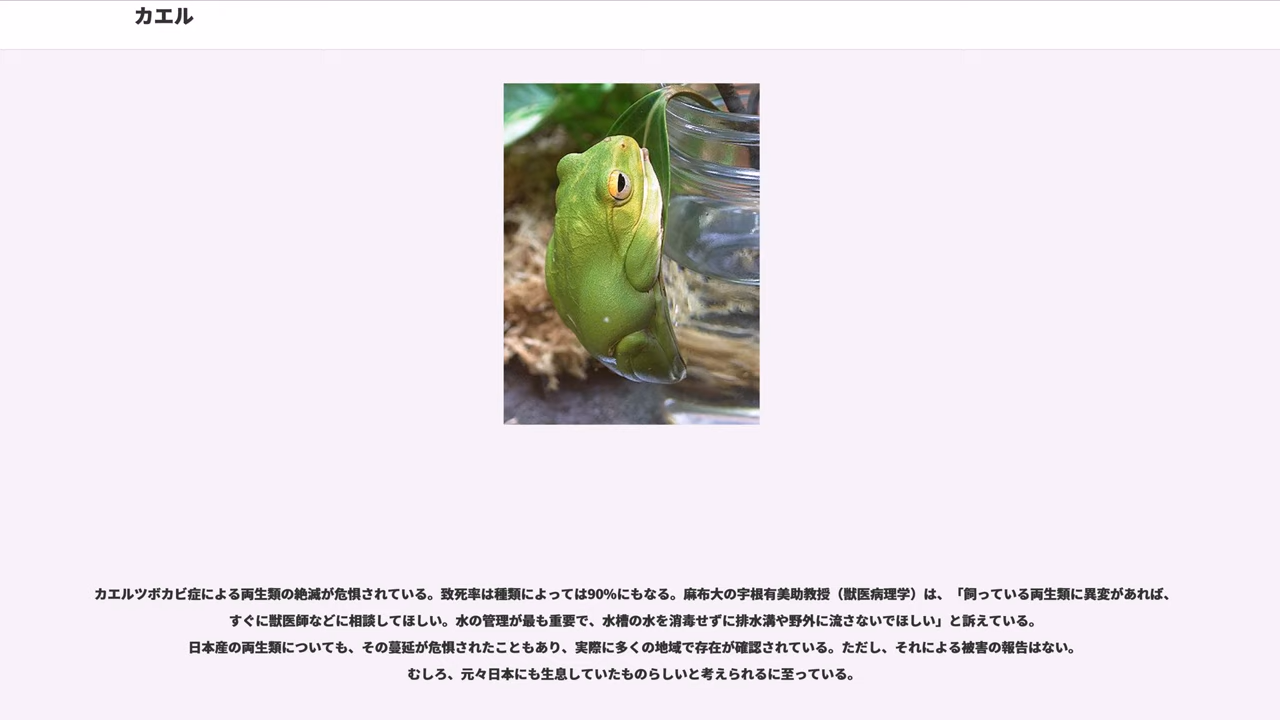 カエル
カエルツボカビ症による両生類の絶滅が危惧されている。致死率は種類によっては90%にもなる。麻布大の宇根有美助教授（獣医病理学）は、「飼っている両生類に異変があれば、
すぐに獣医師などに相談してほしい。水の管理が最も重要で、水槽の水を消毒せずに排水溝や野外に流さないでほしい」と訴えている。
日本産の両生類についても、その蔓延が危惧されたこともあり、実際に多くの地域で存在が確認されている。ただし、それによる被害の報告はない。
むしろ、元々日本にも生息していたものらしいと考えられるに至っている。